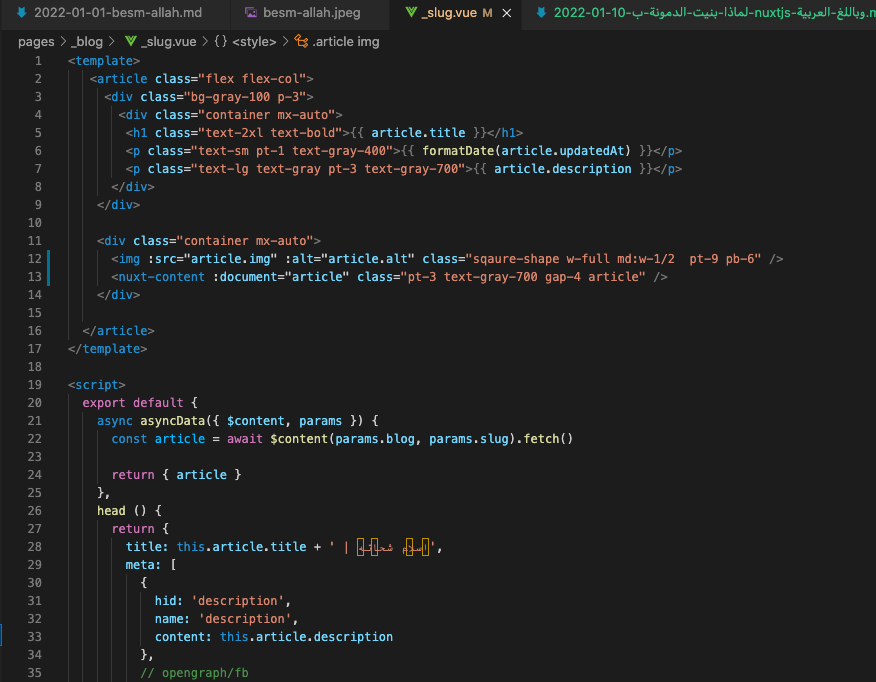 2022-01-01-besm-allah.md besm-allah.jpeg _slug.vue M × 2022-01-10-لماذا-بنيت-الدمونة-ب-nuxtjs-وباللغ-العربية.m
pages > _blog > _slug.vue > {} <style> > .article img
1 <template>
2 <article class="flex flex-col">
3 <div class="bg-gray-100 p-3">
4 <div class="container mx-auto">
5 <h1 class="text-2xl text-bold">{{ article.title }}</h1>
6 <p class="text-sm pt-1 text-gray-400">{{ formatDate(article.updatedAt) }}</p>
7 <p class="text-lg text-gray pt-3 text-gray-700">{{ article.description }}</p>
8 </div>
9 </div>
10
11 <div class="container mx-auto">
12 <img :src="article.img" :alt="article.alt" class="sqaure-shape w-full md:w-1/2  pt-9 pb-6" />
13 <nuxt-content :document="article" class="pt-3 text-gray-700 gap-4 article" />
14 </div>
15
16 </article>
17 </template>
18
19 <script>
20 export default {
21 async asyncData({ $content, params }) {
22 const article = await $content(params.blog, params.slug).fetch()
23
24 return { article }
25 },
26 head () {
27 return {
28 title: this.article.title + ' | اسلام شحاته',
29 meta: [
30 {
31 hid: 'description',
32 name: 'description',
33 content: this.article.description
34 },
35 // opengraph/fb